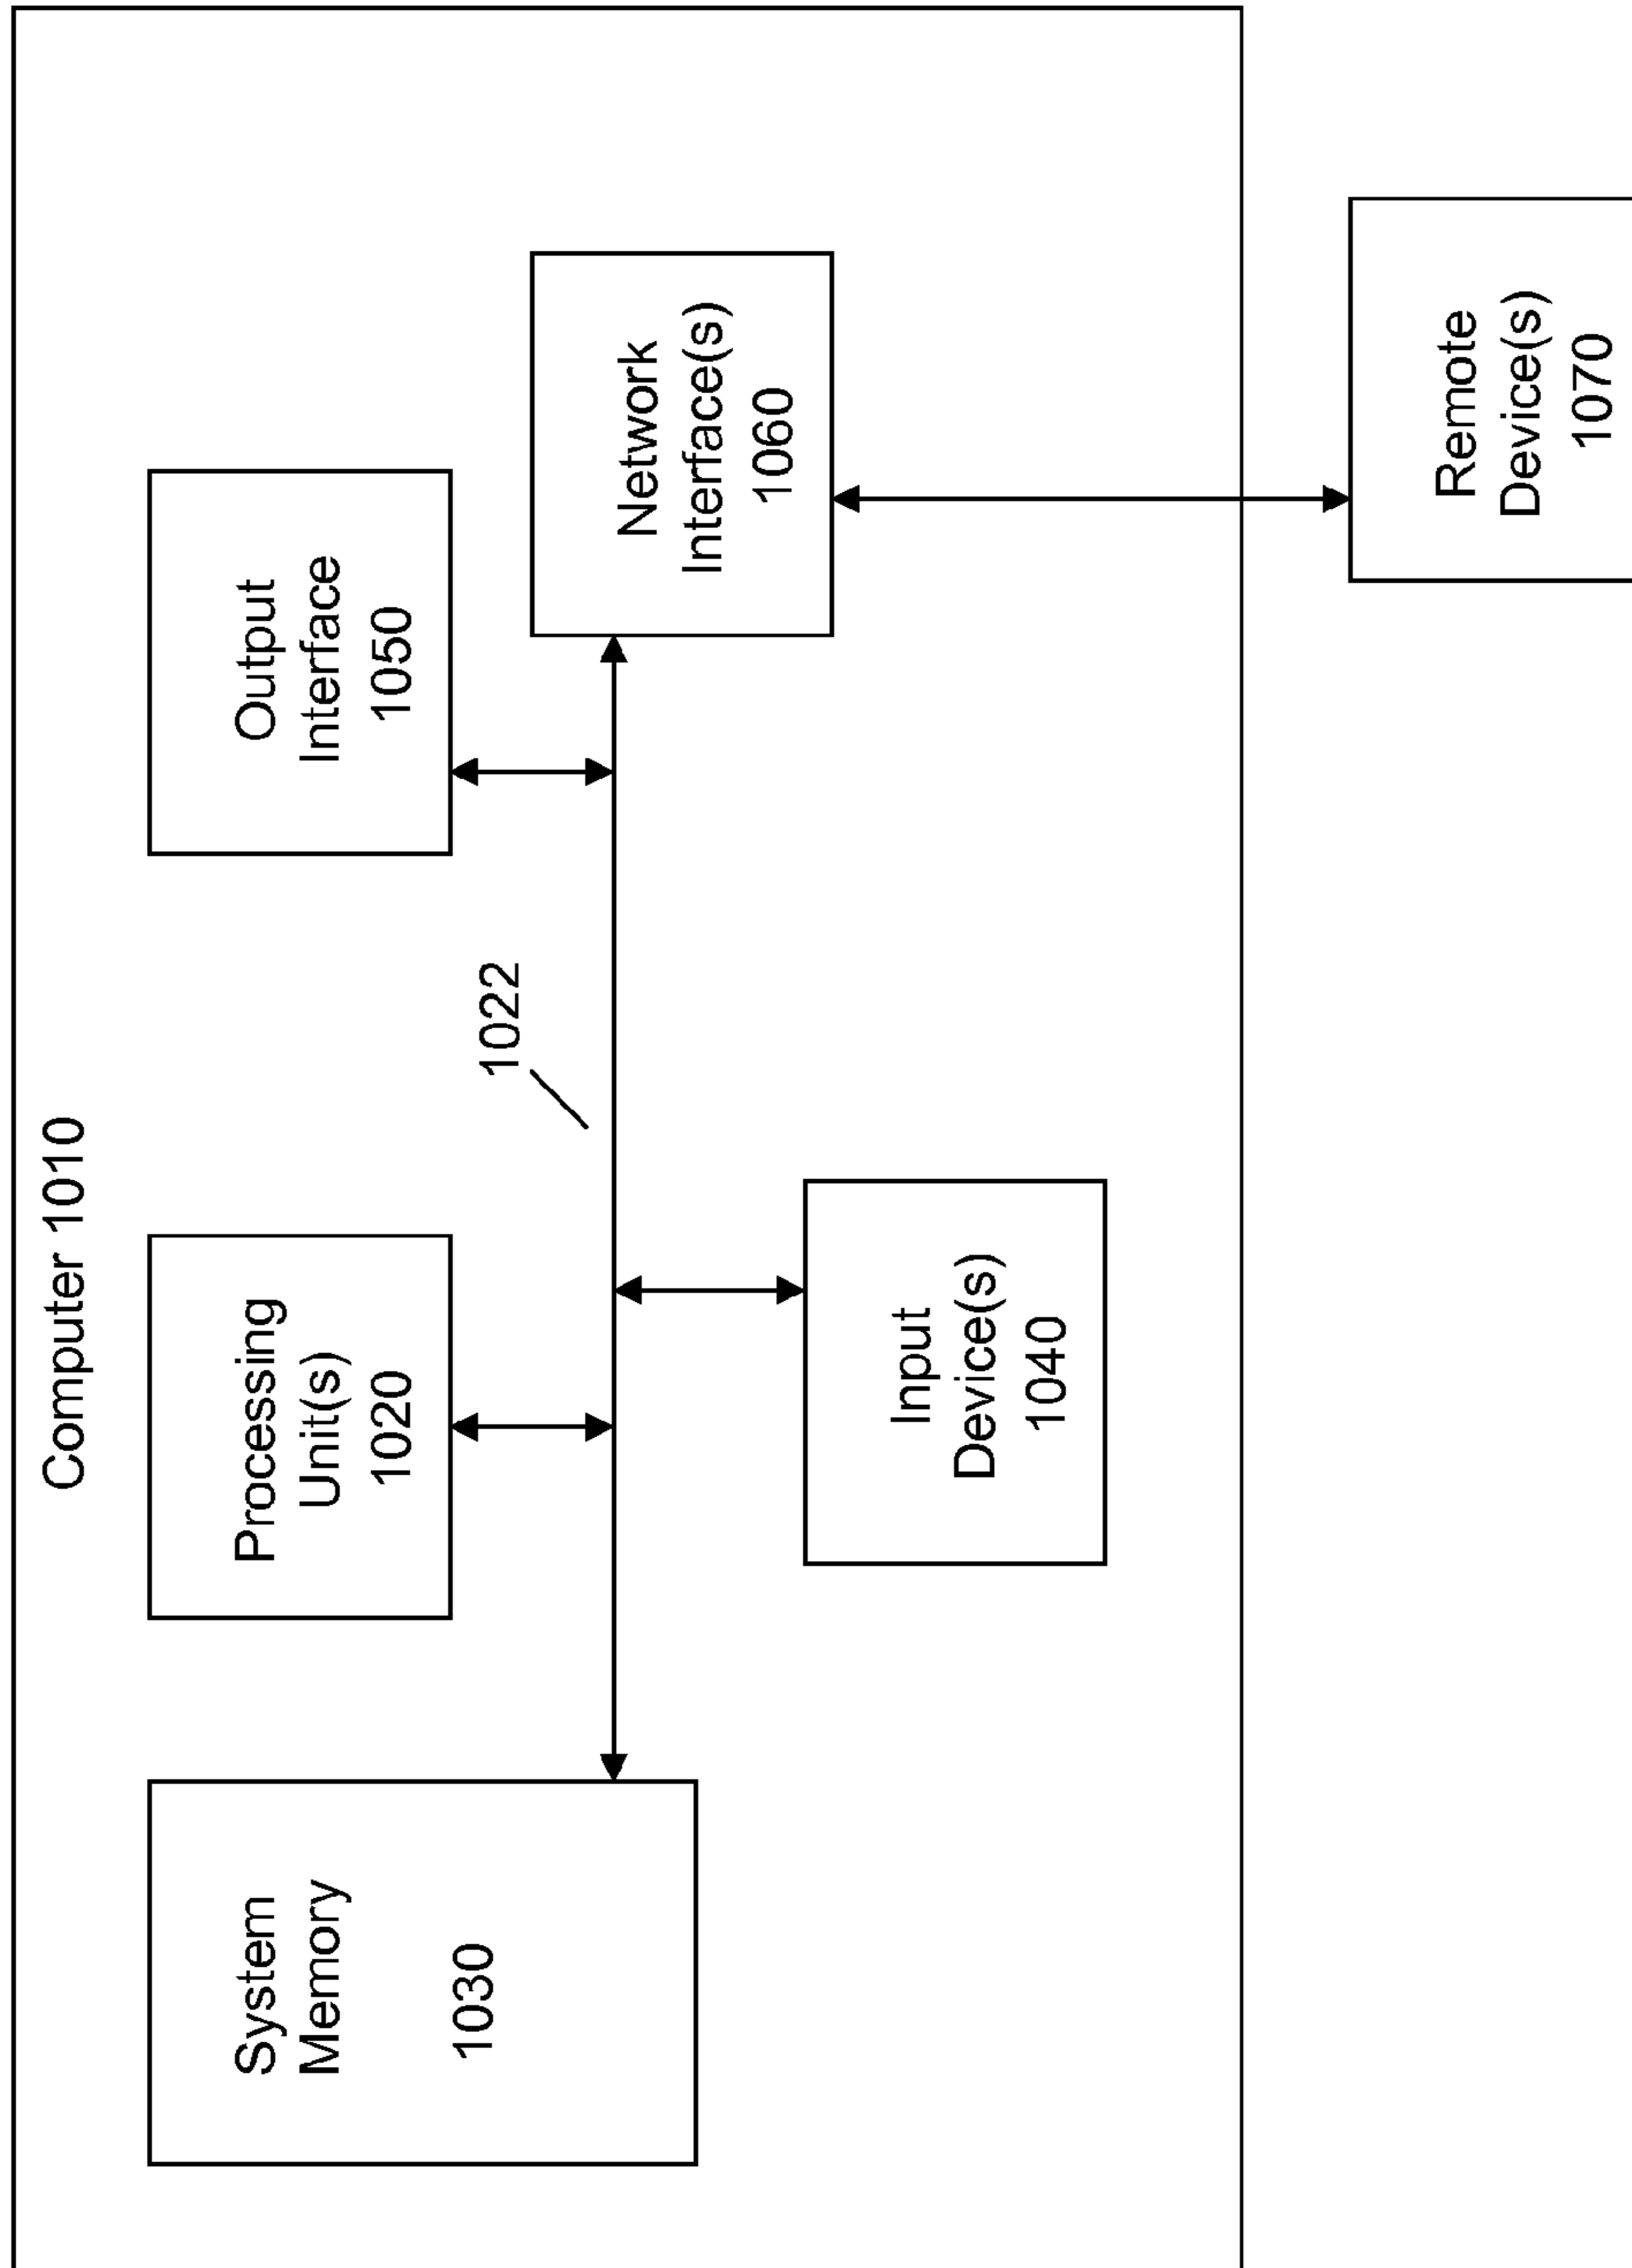 Computer 1010
System
Memory
1030
Processing
Unit(s)
1020
Output
Interface
1050
1022
Network
Interface(s)
1060
Input
Device(s)
1040
Remote
Device(s)
1070